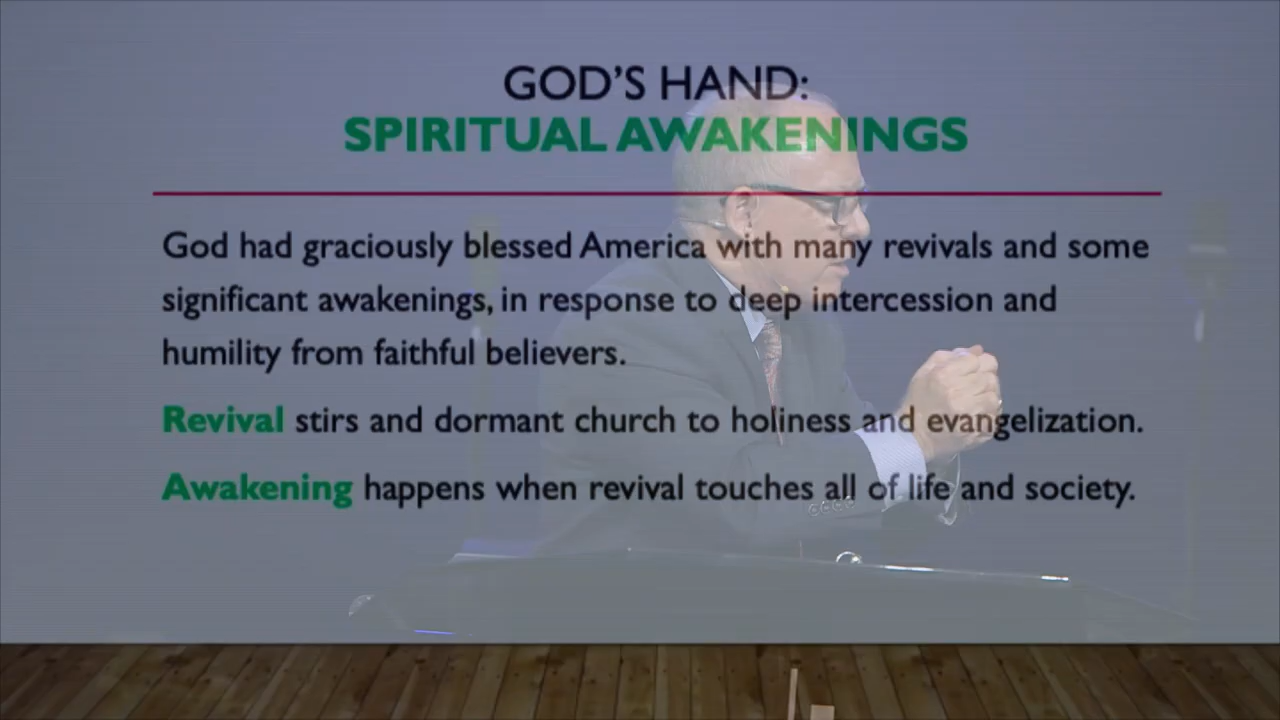 GOD'S HAND:
SPIRITUAL AWAKENINGS
God had graciously blessed America with many revivals and some
significant awakenings, in response to deep intercession and
humility from faithful believers.
Revival stirs and dormant church to holiness and evangelization.
Awakening happens when revival touches all of life and society.